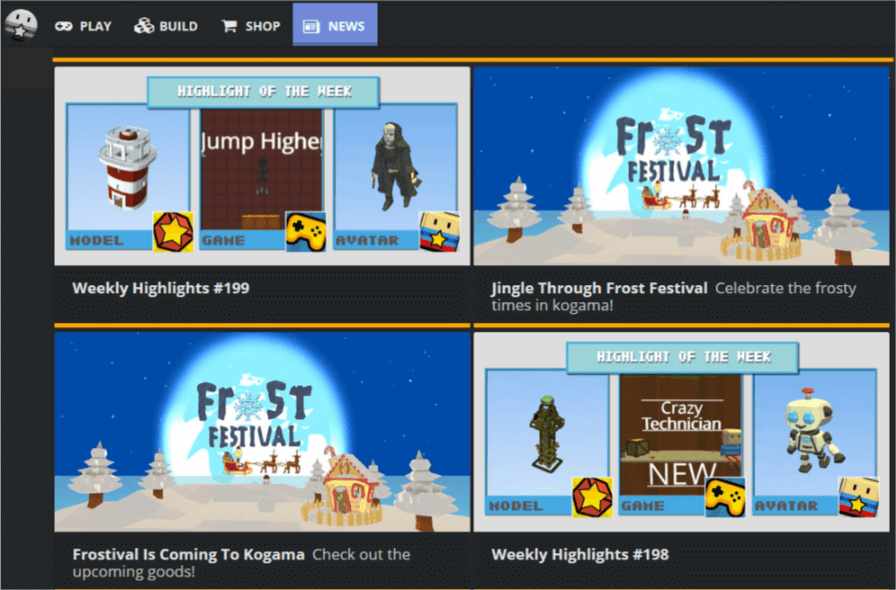 PLAY BUILD SHOP NEWS
HIGHLIGHT OF THE WEEK
Jump Higher
MODEL GAME AVATAR
Weekly Highlights #199
FROST
FESTIVAL
Jingle Through Frost Festival Celebrate the frosty
times in kogama!
FROST
FESTIVAL
Frostival Is Coming To Kogama Check out the
upcoming goods!
HIGHLIGHT OF THE WEEK
Crazy
Technician
NEW
MODEL GAME AVATAR
Weekly Highlights #198